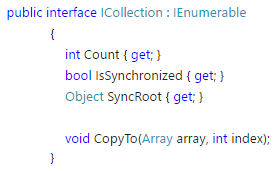 public interface ICollection : IEnumerable
{
int Count { get; }
bool IsSynchronized { get; }
Object SyncRoot { get; }
void CopyTo(Array array, int index);
}